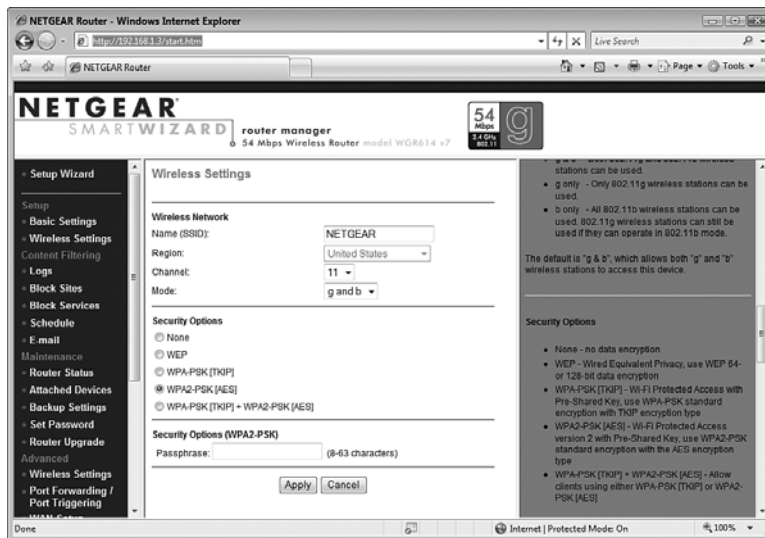 NETGEAR Router - Windows Internet Explorer
http://192.168.1.3/start.htm
Live Search
NETGEAR Router
Page
Tools
NETGEAR
SMARTWIZARD router manager
54 Mbps Wireless Router model WGR614 v7
54
Mbps
2.4 GHz
802.11
g
Setup Wizard
Setup
Basic Settings
Wireless Settings
Content Filtering
Logs
Block Sites
Block Services
Schedule
E-mail
Maintenance
Router Status
Attached Devices
Backup Settings
Set Password
Router Upgrade
Advanced
Wireless Settings
Port Forwarding /
Port Triggering
WAN Setup
Wireless Settings
Wireless Network
Name (SSID): NETGEAR
Region: United States
Channel: 11
Mode: g and b
Security Options
None
WEP
WPA-PSK [TKIP]
WPA2-PSK [AES]
WPA-PSK [TKIP] + WPA2-PSK [AES]
Security Options (WPA2-PSK)
Passphrase: (8-63 characters)
Apply Cancel
stations can be used.
g only - Only 802.11g wireless stations can be
used.
b only - All 802.11b wireless stations can be
used. 802.11g wireless stations can still be
used if they can operate in 802.11b mode.
The default is "g & b", which allows both "g" and "b"
wireless stations to access this device.
Security Options
None - no data encryption
WEP - Wired Equivalent Privacy, use WEP 64-
or 128-bit data encryption
WPA-PSK [TKIP] - Wi-Fi Protected Access with
Pre-Shared Key, use WPA-PSK standard
encryption with TKIP encryption type
WPA2-PSK [AES] - Wi-Fi Protected Access
version 2 with Pre-Shared Key, use WPA2-PSK
standard encryption with the AES encryption
type
WPA-PSK [TKIP] + WPA2-PSK [AES] - Allow
clients using either WPA-PSK [TKIP] or WPA2-
PSK [AES]
Done
Internet | Protected Mode: On
100%